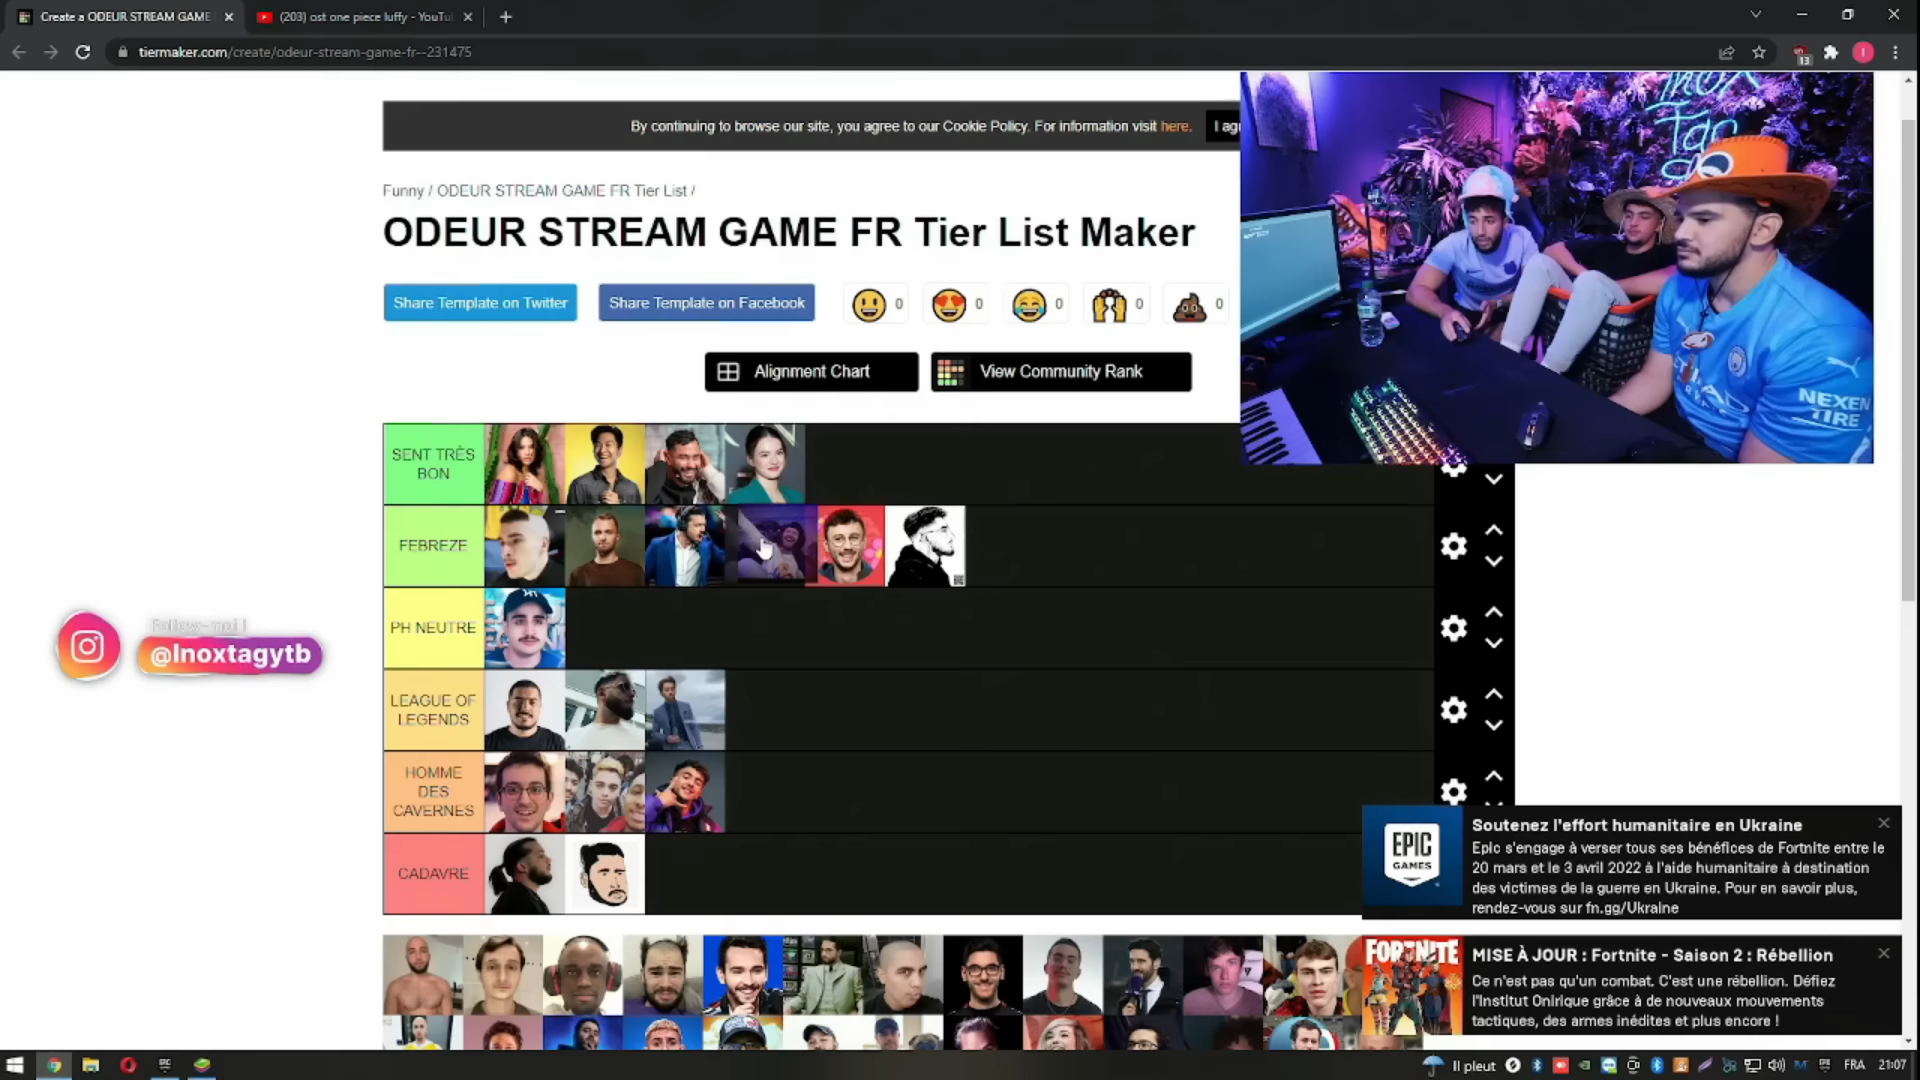 Create a ODEUR STREAM GAME
(203) ost one piece luffy - YouTu
tiermaker.com/create/odeur-stream-game-fr--231475
13
I
By continuing to browse our site, you agree to our Cookie Policy. For information visit here.
I ag
Funny / ODEUR STREAM GAME FR Tier List /
ODEUR STREAM GAME FR Tier List Maker
Share Template on Twitter
Share Template on Facebook
0
0
0
0
0
Alignment Chart
View Community Rank
Inox
Tag
NEXEN
TIRE
SENT TRÈS
BON
FEBREZE
PH NEUTRE
LEAGUE OF
LEGENDS
HOMME
DES
CAVERNES
CADAVRE
Follow-moi !
@Inoxtagytb
EPIC
GAMES
Soutenez l'effort humanitaire en Ukraine
Epic s'engage à verser tous ses bénéfices de Fortnite entre le
20 mars et le 3 avril 2022 à l'aide humanitaire à destination
des victimes de la guerre en Ukraine. Pour en savoir plus,
rendez-vous sur fn.gg/Ukraine
FORTNITE
MISE À JOUR : Fortnite - Saison 2 : Rébellion
Ce n'est pas qu'un combat. C'est une rébellion. Défiez
l'Institut Onirique grâce à de nouveaux mouvements
tactiques, des armes inédites et plus encore !
Il pleut
FRA
21:07